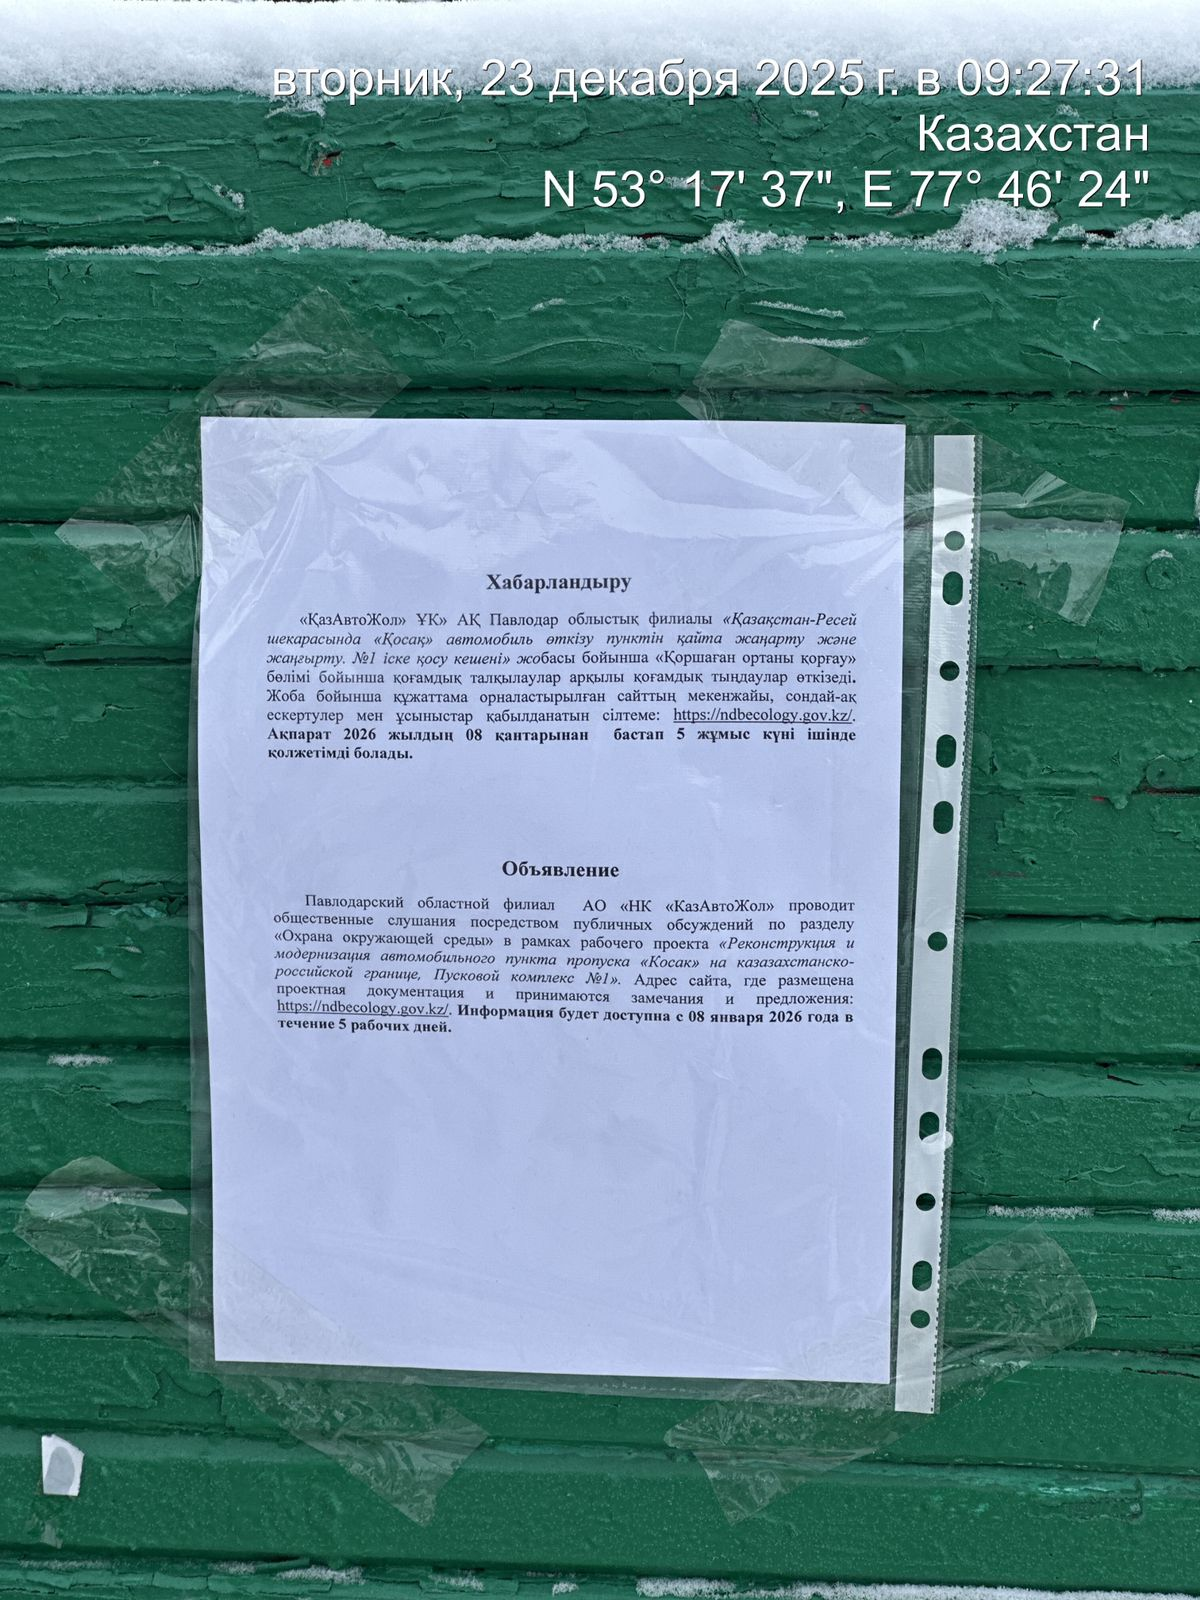 вторник, 23 декабря 2025 г. в 09:27:31
Казахстан
N 53° 17' 37", E 77° 46' 24"
Хабарландыру
«ҚазАвтоЖол» ҰК» АҚ Павлодар облыстық филиалы «Қазақстан-Ресей
шекарасында «Қосақ» автомобиль өткізу пунктін қайта жаңарту және
жаңғырту. №1 іске қосу кешені» жобасы бойынша «Қоршаған ортаны қорғау»
бөлімі бойынша қоғамдық талқылаулар арқылы қоғамдық тыңдаулар өткізеді.
Жоба бойынша құжаттама орналастырылған сайттың мекенжайы, сондай-ақ
ескертулер мен ұсыныстар қабылданатын сілтеме: https://ndbecology.gov.kz/.
Ақпарат 2026 жылдың 08 қантарынан бастап 5 жұмыс күні ішінде
қолжетімді болады.
Объявление
Павлодарский областной филиал АО «НК «КазАвтоЖол» проводит
общественные слушания посредством публичных обсуждений по разделу
«Охрана окружающей среды» в рамках рабочего проекта «Реконструкция и
модернизация автомобильного пункта пропуска «Косак» на казазахстанско-
российской границе, Пусковой комплекс №1». Адрес сайта, где размещена
проектная документация и принимаются замечания и предложения:
https://ndbecology.gov.kz/. Информация будет доступна с 08 января 2026 года в
течение 5 рабочих дней.